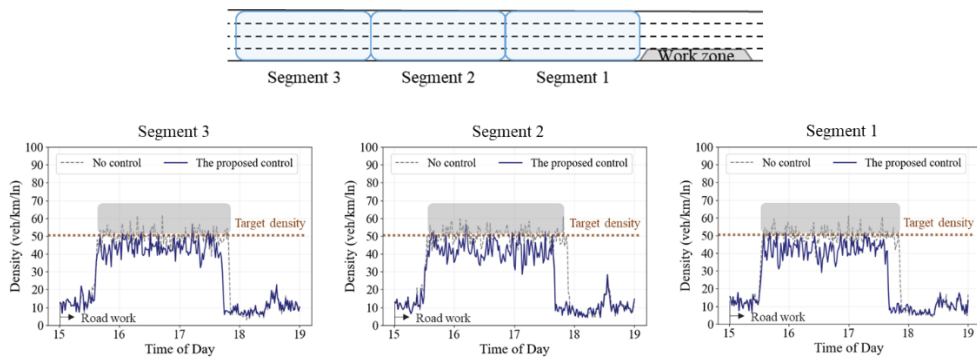 Work zone
Segment 3
Segment 2
Segment 1
Segment 3
100
90
80
70
60
50
40
30
20
10
0
Density (veh/km/ln)
No control
The proposed control
Target density
Road work
15
16
17
18
19
Time of Day
Segment 2
100
90
80
70
60
50
40
30
20
10
0
Density (veh/km/ln)
No control
The proposed control
Target density
Road work
15
16
17
18
19
Time of Day
Segment 1
100
90
80
70
60
50
40
30
20
10
0
Density (veh/km/ln)
No control
The proposed control
Target density
Road work
15
16
17
18
19
Time of Day